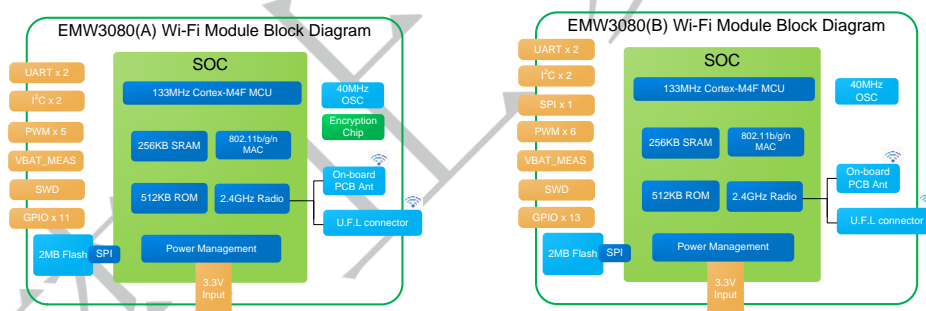 EMW3080(A) Wi-Fi Module Block Diagram
SOC
UART x 2
I²C x 2
PWM x 5
VBAT_MEAS
SWD
GPIO x 11
2MB Flash
SPI
133MHz Cortex-M4F MCU
256KB SRAM
802.11b/g/n
MAC
512KB ROM
2.4GHz Radio
Power Management
3.3V
Input
40MHz
OSC
Encryption
Chip
On-board
PCB Ant
U.F.L connector
EMW3080(B) Wi-Fi Module Block Diagram
SOC
UART x 2
I²C x 2
SPI x 1
PWM x 6
VBAT_MEAS
SWD
GPIO x 13
2MB Flash
SPI
133MHz Cortex-M4F MCU
256KB SRAM
802.11b/g/n
MAC
512KB ROM
2.4GHz Radio
Power Management
3.3V
Input
40MHz
OSC
On-board
PCB Ant
U.F.L connector